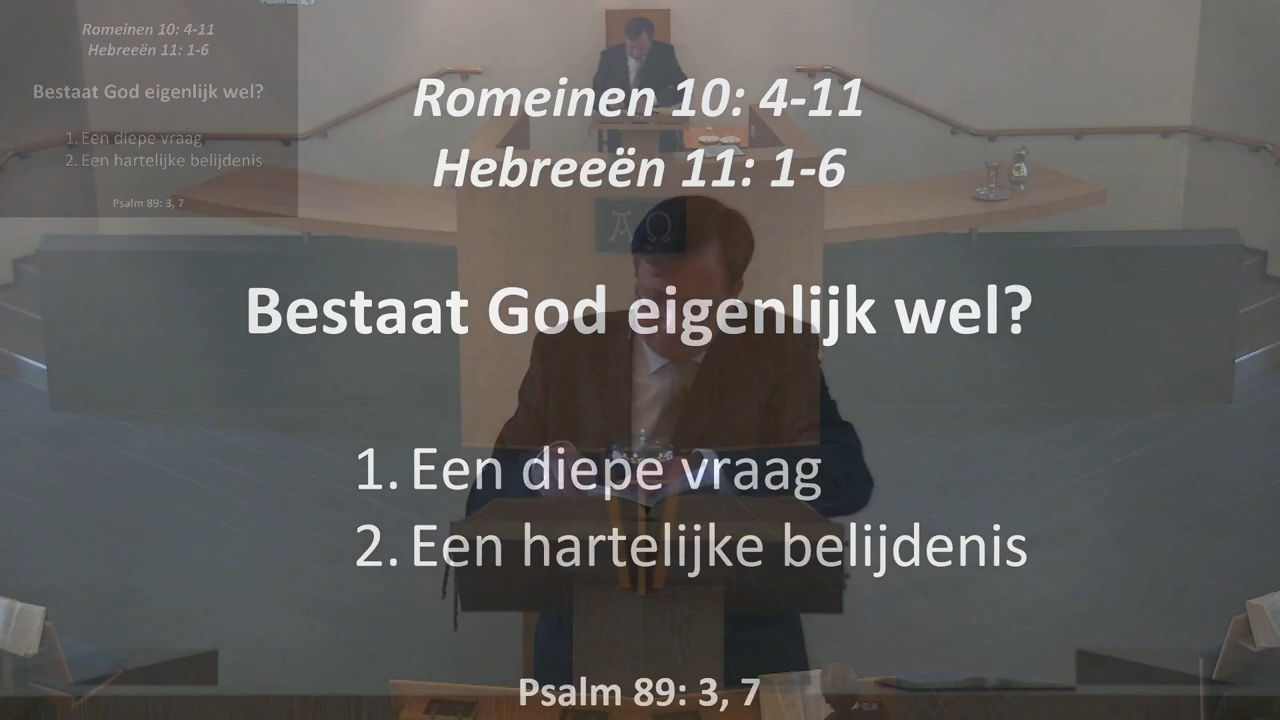 Romeinen 10: 4-11
Hebreeën 11: 1-6
Bestaat God eigenlijk wel?
1. Een diepe vraag
2. Een hartelijke belijdenis
Psalm 89: 3, 7
Romeinen 10: 4-11
Hebreeën 11: 1-6
Α Ω
Bestaat God eigenlijk wel?
1. Een diepe vraag
2. Een hartelijke belijdenis
Psalm 89: 3, 7